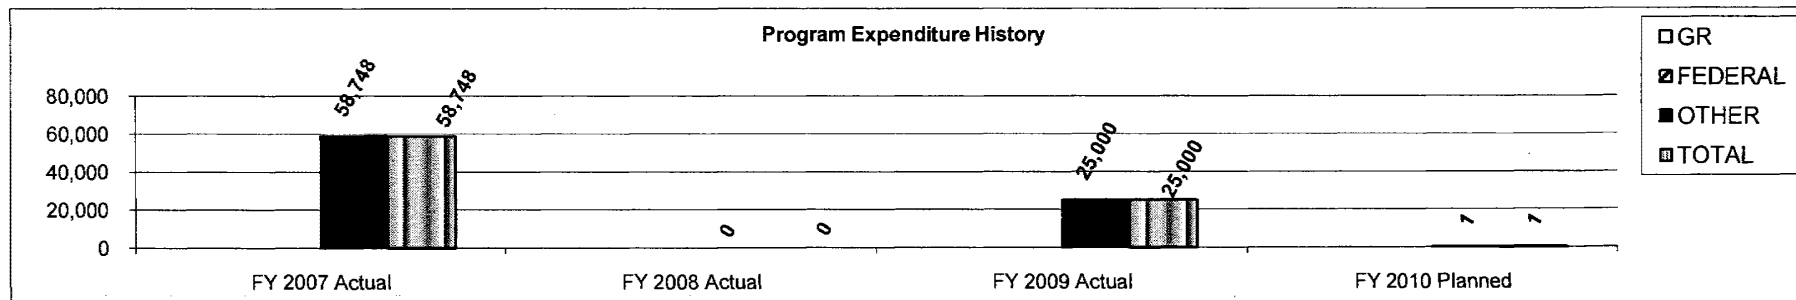 Program Expenditure History
GR
FEDERAL
OTHER
TOTAL
80,000
60,000
40,000
20,000
0
58,748
58,748
0
0
25,000
25,000
1
1
FY 2007 Actual
FY 2008 Actual
FY 2009 Actual
FY 2010 Planned